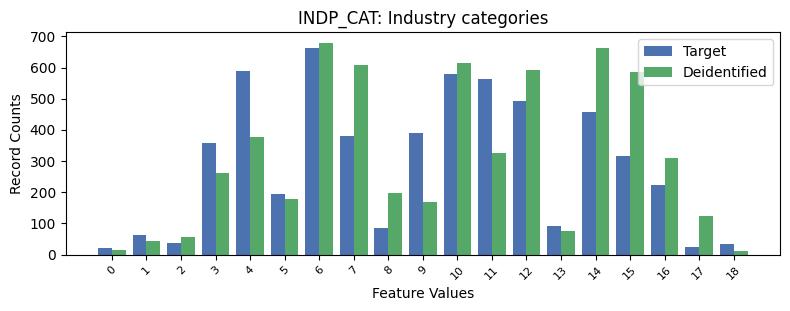 INDP_CAT: Industry categories
Target
Deidentified
Record Counts
700
600
500
400
300
200
100
0
0 1 2 3 4 5 6 7 8 9 10 11 12 13 14 15 16 17 18
Feature Values